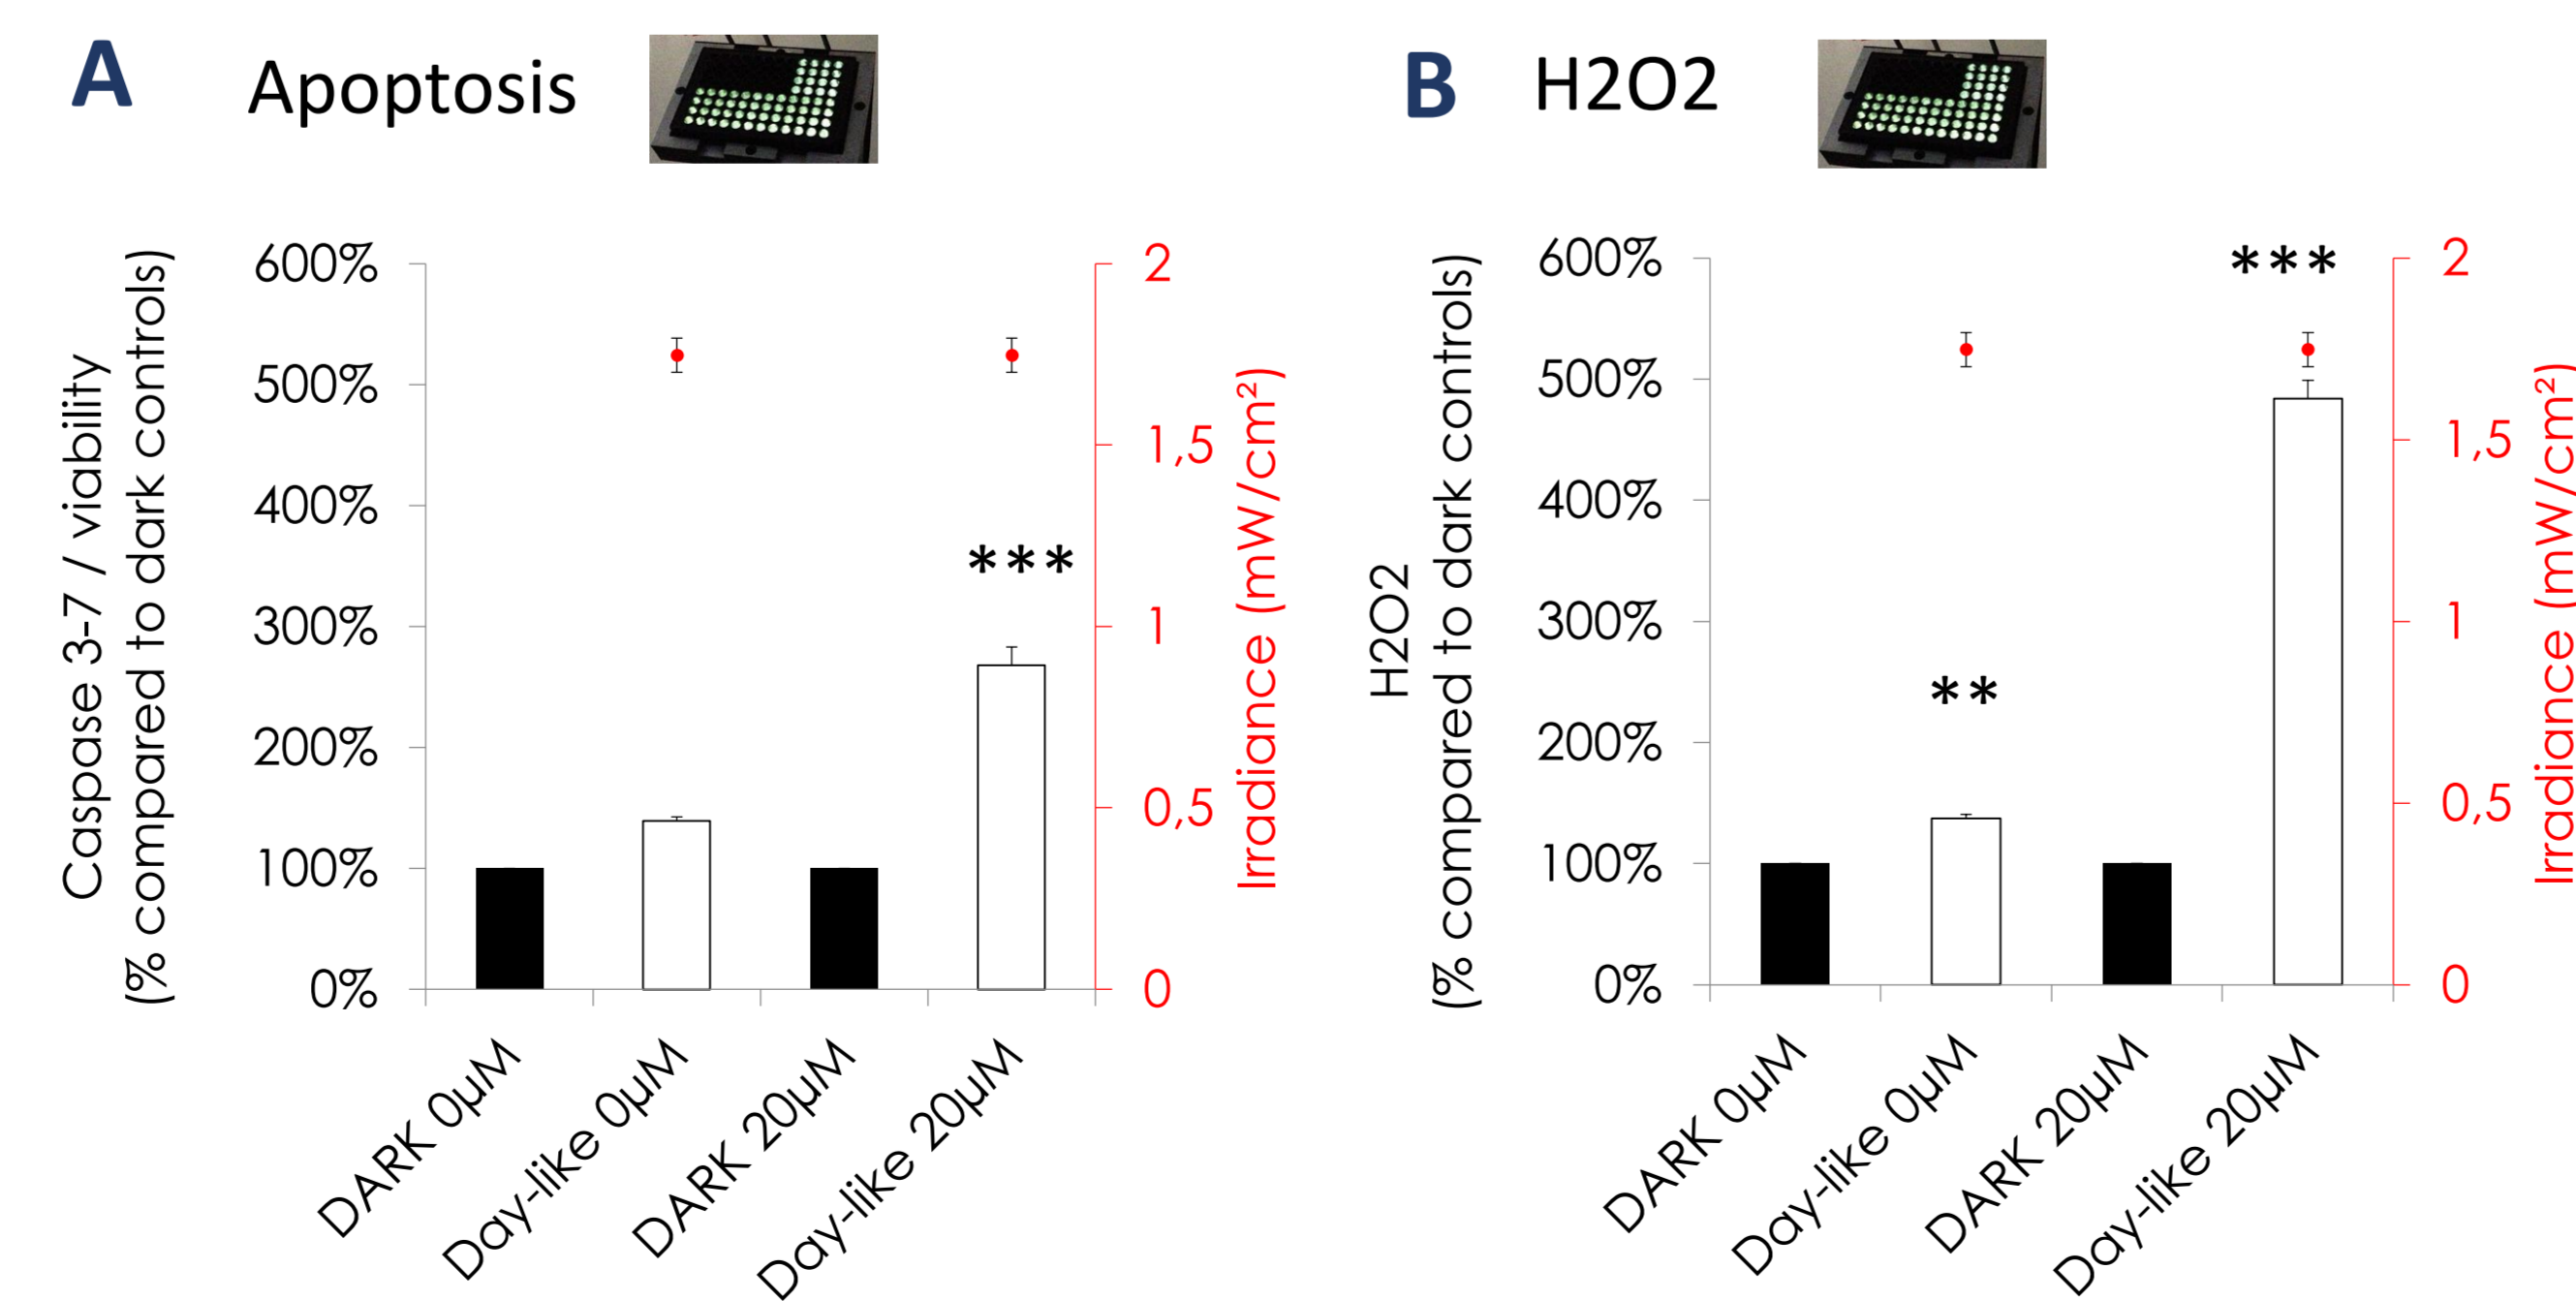 A
Apoptosis
Caspase 3-7 / viability
(% compared to dark controls)
600%
500%
400%
300%
200%
100%
0%
***
2
1,5
1
0,5
0
Irradiance (mW/cm²)
DARK 0µM
Day-like 0µM
DARK 20µM
Day-like 20µM
B
H2O2
H2O2
(% compared to dark controls)
600%
500%
400%
300%
200%
100%
0%
**
***
2
1,5
1
0,5
0
Irradiance (mW/cm²)
DARK 0µM
Day-like 0µM
DARK 20µM
Day-like 20µM